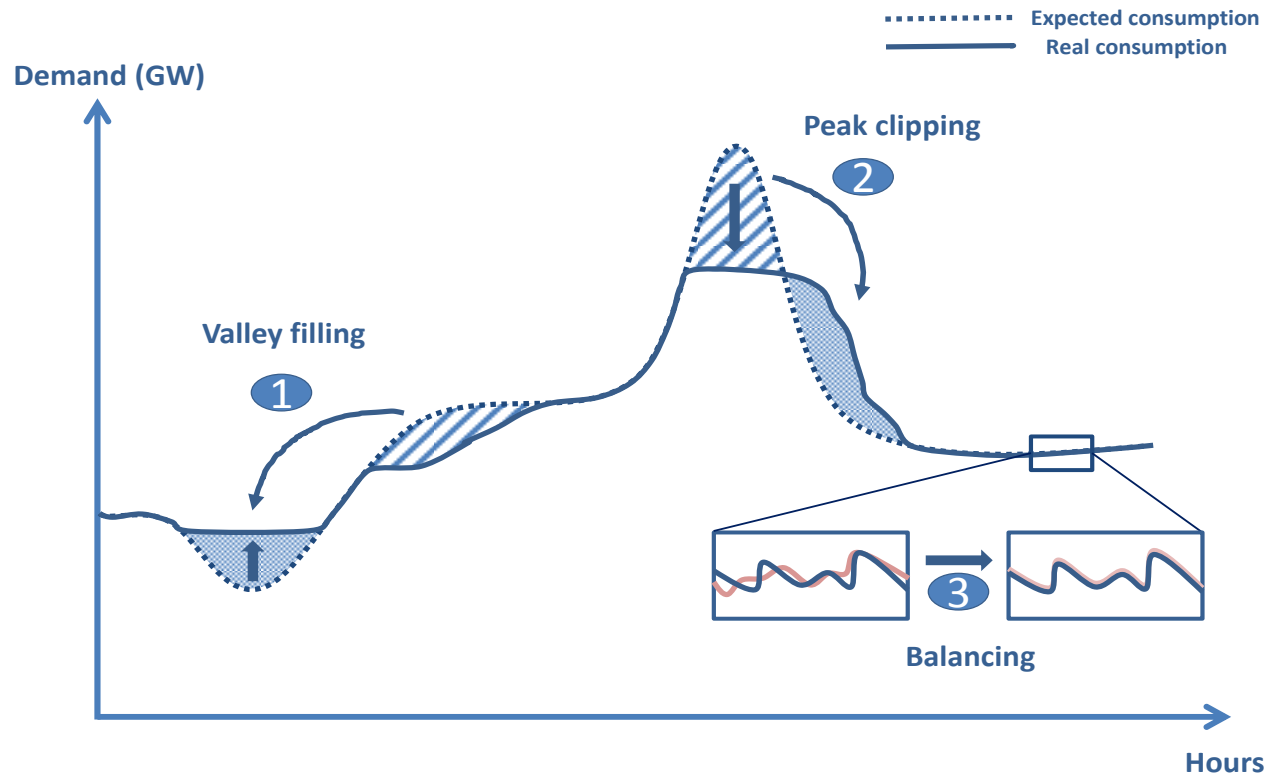 Expected consumption
Real consumption
Demand (GW)
Peak clipping
2
Valley filling
1
3
Balancing
Hours